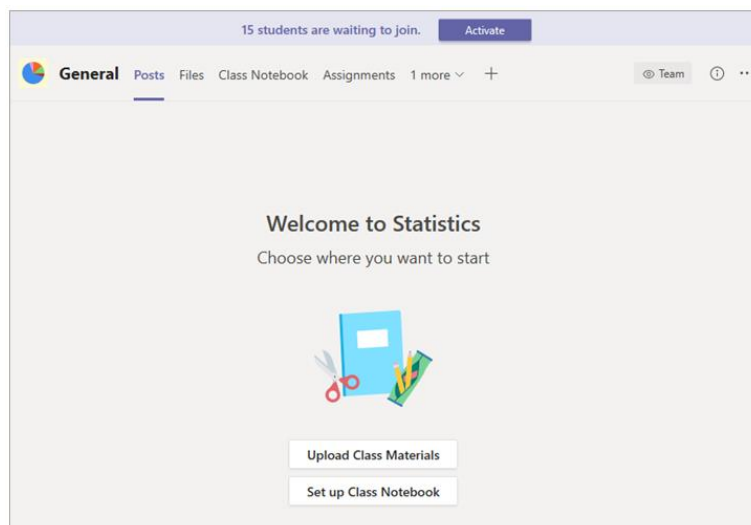 15 students are waiting to join. Activate
General Posts Files Class Notebook Assignments 1 more Team
Welcome to Statistics
Choose where you want to start
Upload Class Materials
Set up Class Notebook